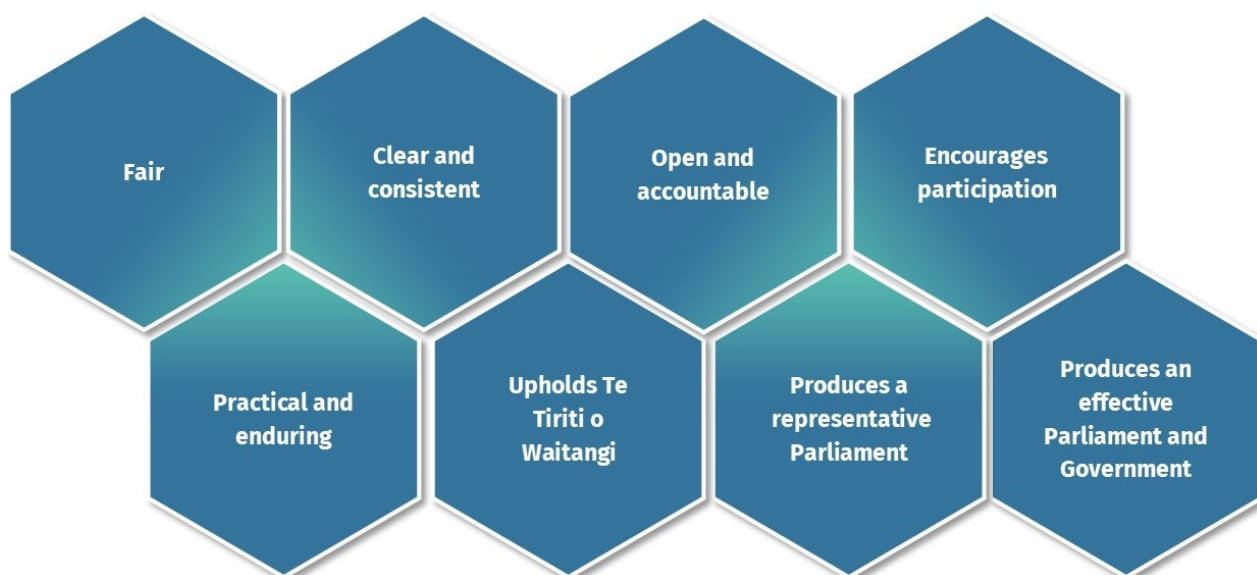 Fair
Clear and
consistent
Open and
accountable
Encourages
participation
Practical and
enduring
Upholds Te
Tiriti o
Waitangi
Produces a
representative
Parliament
Produces an
effective
Parliament and
Government